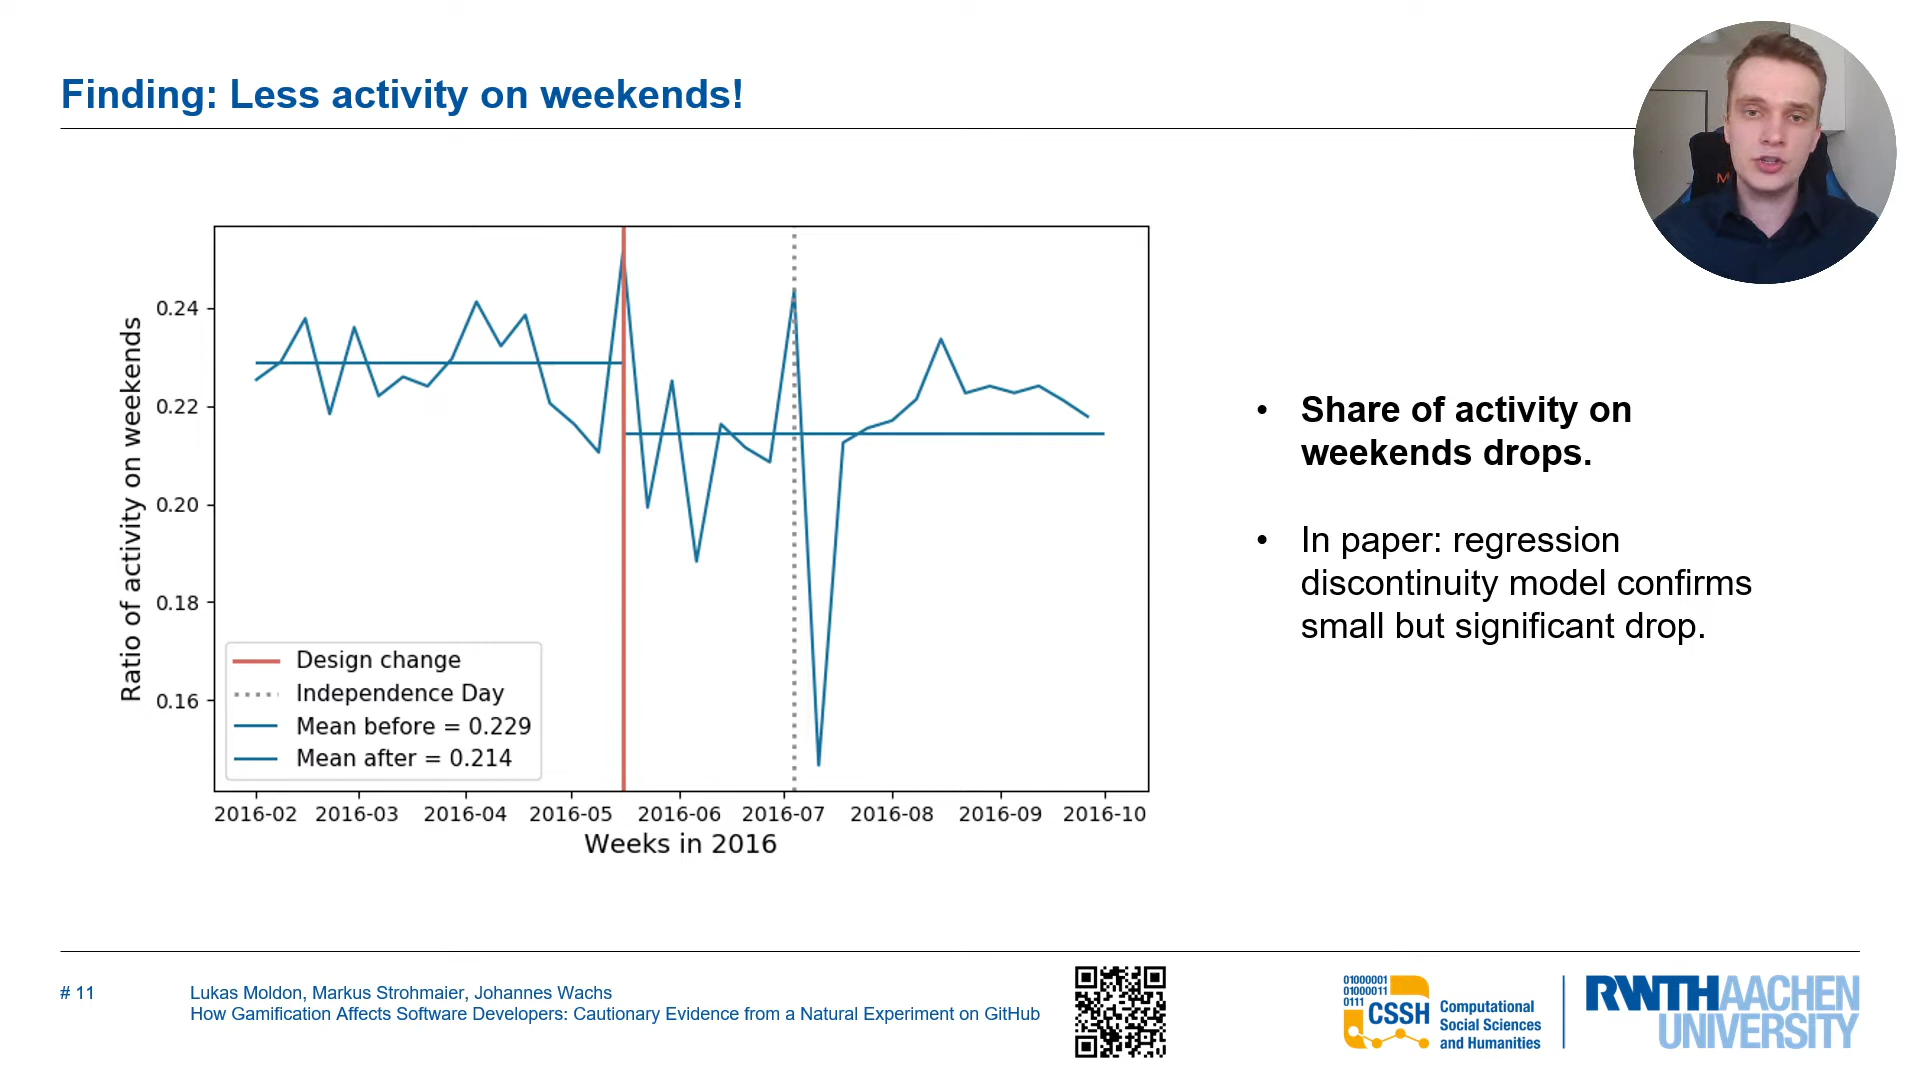 Finding: Less activity on weekends!
Ratio of activity on weekends
0.24
0.22
0.20
0.18
0.16
Design change
Independence Day
Mean before = 0.229
Mean after = 0.214
2016-02 2016-03 2016-04 2016-05 2016-06 2016-07 2016-08 2016-09 2016-10
Weeks in 2016
• Share of activity on
weekends drops.
• In paper: regression
discontinuity model confirms
small but significant drop.
# 11
Lukas Moldon, Markus Strohmaier, Johannes Wachs
How Gamification Affects Software Developers: Cautionary Evidence from a Natural Experiment on GitHub
01000001
01000011
0111
CSSH
Computational
Social Sciences
and Humanities
RWTH AACHEN
UNIVERSITY